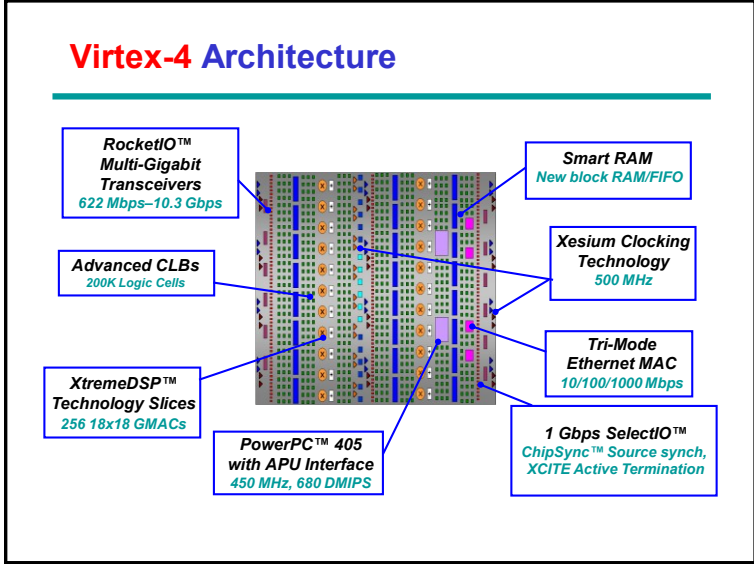 Virtex-4 Architecture
RocketIO™
Multi-Gigabit
Transceivers
622 Mbps–10.3 Gbps
Advanced CLBs
200K Logic Cells
XtremeDSP™
Technology Slices
256 18x18 GMACs
PowerPC™ 405
with APU Interface
450 MHz, 680 DMIPS
Smart RAM
New block RAM/FIFO
Xesium Clocking
Technology
500 MHz
Tri-Mode
Ethernet MAC
10/100/1000 Mbps
1 Gbps SelectIO™
ChipSync™ Source synch,
XCITE Active Termination